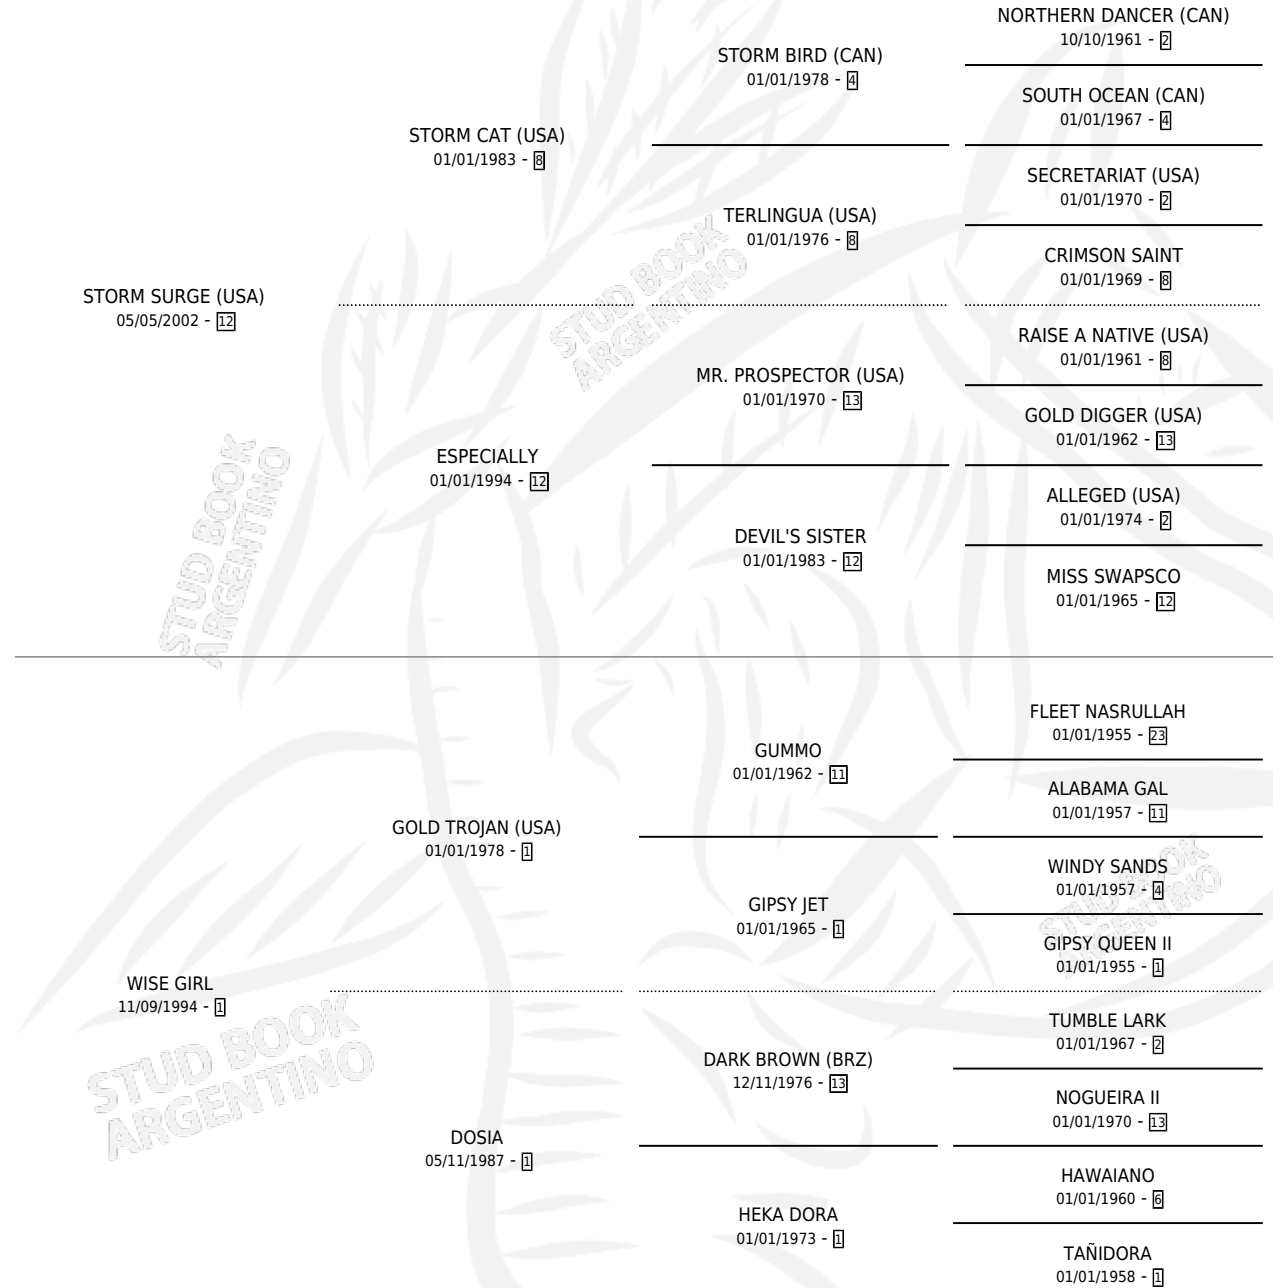 NORTHERN DANCER (CAN)
10/10/1961 - 2
STORM BIRD (CAN)
01/01/1978 - 4
SOUTH OCEAN (CAN)
01/01/1967 - 4
STORM CAT (USA)
01/01/1983 - 8
SECRETARIAT (USA)
01/01/1970 - 2
TERLINGUA (USA)
01/01/1976 - 8
CRIMSON SAINT
01/01/1969 - 8
STORM SURGE (USA)
05/05/2002 - 12
RAISE A NATIVE (USA)
01/01/1961 - 8
MR. PROSPECTOR (USA)
01/01/1970 - 13
GOLD DIGGER (USA)
01/01/1962 - 13
ESPECIALLY
01/01/1994 - 12
ALLEGED (USA)
01/01/1974 - 2
DEVIL'S SISTER
01/01/1983 - 12
MISS SWAPSCO
01/01/1965 - 12
FLEET NASRULLAH
01/01/1955 - 23
GUMMO
01/01/1962 - 11
ALABAMA GAL
01/01/1957 - 11
GOLD TROJAN (USA)
01/01/1978 - 1
WINDY SANDS
01/01/1957 - 4
GIPSY JET
01/01/1965 - 1
GIPSY QUEEN II
01/01/1955 - 1
WISE GIRL
11/09/1994 - 1
TUMBLE LARK
01/01/1967 - 2
DARK BROWN (BRZ)
12/11/1976 - 13
NOGUEIRA II
01/01/1970 - 13
DOSIA
05/11/1987 - 1
HAWAIANO
01/01/1960 - 6
HEKA DORA
01/01/1973 - 1
TAÑIDORA
01/01/1958 - 1
STUD BOOK
ARGENTINO
STUD BOOK
ARGENTINO
STUD BOOK
ARGENTINO
STUD BOOK
ARGENTINO